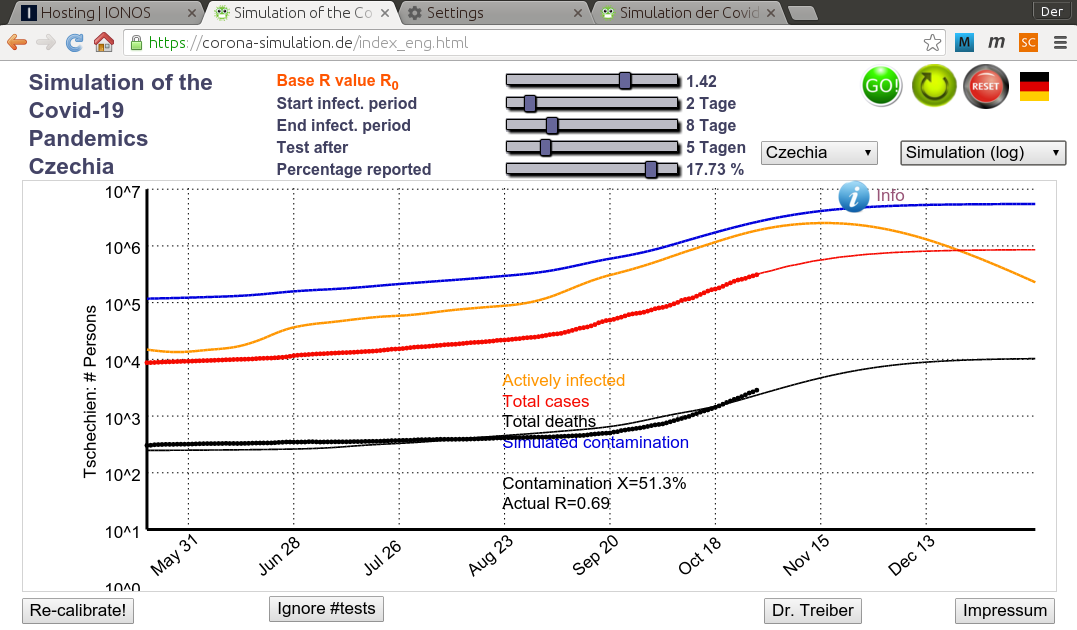 Hosting | IONOS
Simulation of the Co
Settings
Simulation der Covid
Der
https://corona-simulation.de/index_eng.html
M
m
SC
Simulation of the
Covid-19
Pandemics
Czechia
Base R value R0
1.42
Start infect. period
2 Tage
End infect. period
8 Tage
Test after
5 Tagen
Percentage reported
17.73 %
GO!
RESET
Czechia
Simulation (log)
i Info
Tschechien: # Persons
10^7
10^6
10^5
10^4
10^3
10^2
10^1
10^0
Actively infected
Total cases
Total deaths
Simulated contamination
Contamination X=51.3%
Actual R=0.69
May 31
Jun 28
Jul 26
Aug 23
Sep 20
Oct 18
Nov 15
Dec 13
Re-calibrate!
Ignore #tests
Dr. Treiber
Impressum